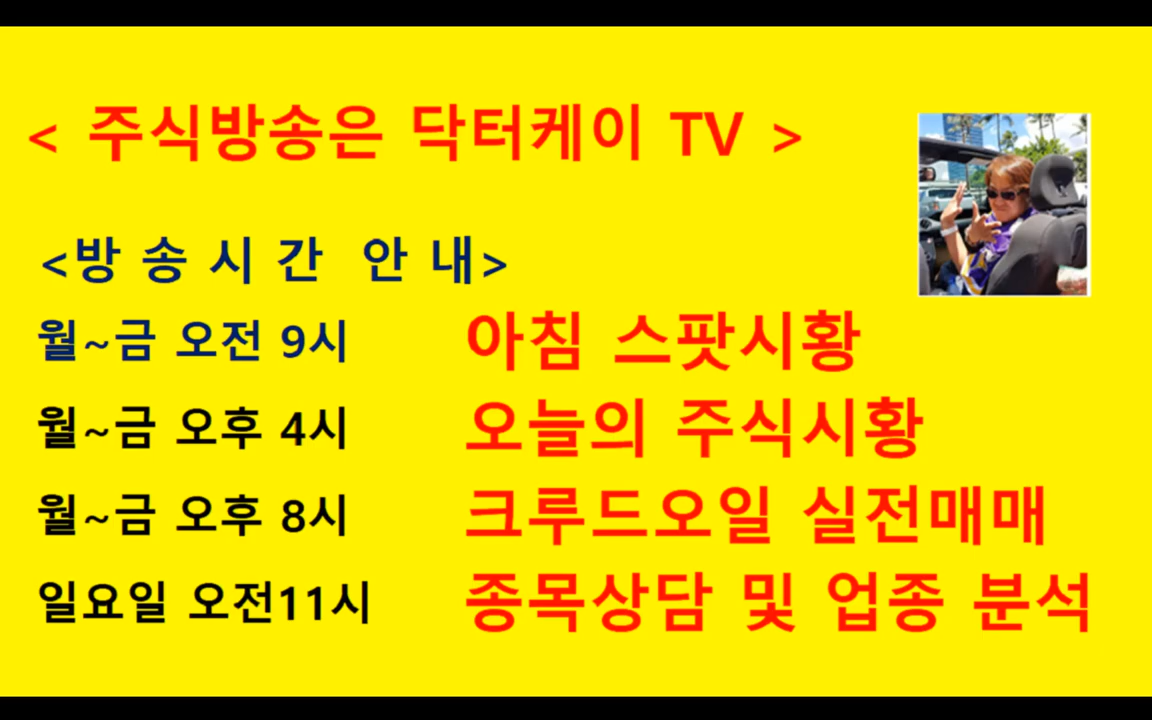 < 주식방송은 닥터케이 TV >
<방 송 시 간 안 내>
월~금 오전 9시 아침 스팟시황
월~금 오후 4시 오늘의 주식시황
월~금 오후 8시 크루드오일 실전매매
일요일 오전11시 종목상담 및 업종 분석